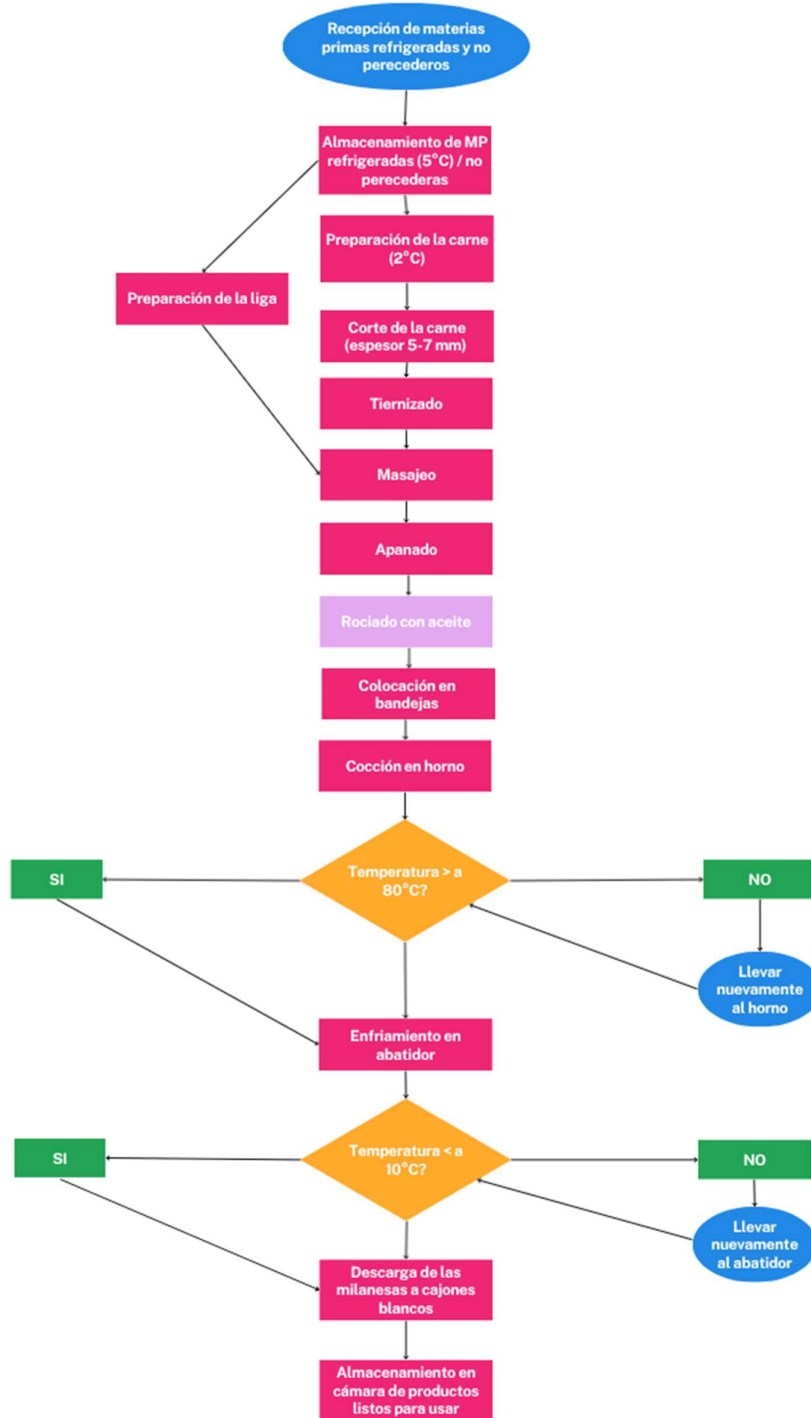 Recepción de materias
primas refrigeradas y no
perecederos
Almacenamiento de MP
refrigeradas (5°C) / no
perecederas
Preparación de la carne
(2°C)
Preparación de la liga
Corte de la carne
(espesor 5-7 mm)
Tiernizado
Masajeo
Apanado
Rociado con aceite
Colocación en
bandejas
Cocción en horno
SI
Temperatura > a
80°C?
NO
Llevar
nuevamente
al horno
Enfriamiento en
abatidor
SI
Temperatura < a
10°C?
NO
Llevar
nuevamente
al abatidor
Descarga de las
milanesas a cajones
blancos
Almacenamiento en
cámara de productos
listos para usar